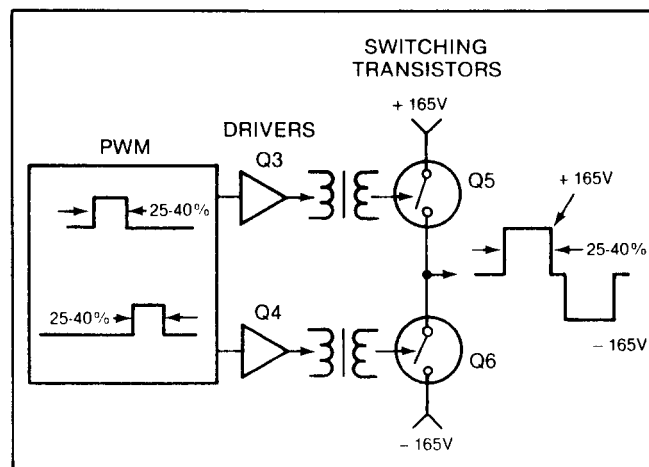 SWITCHING
TRANSISTORS
+ 165V
DRIVERS
PWM
Q3
Q5
+ 165V
25-40%
25-40%
Q4
25-40%
Q6
- 165V
- 165V